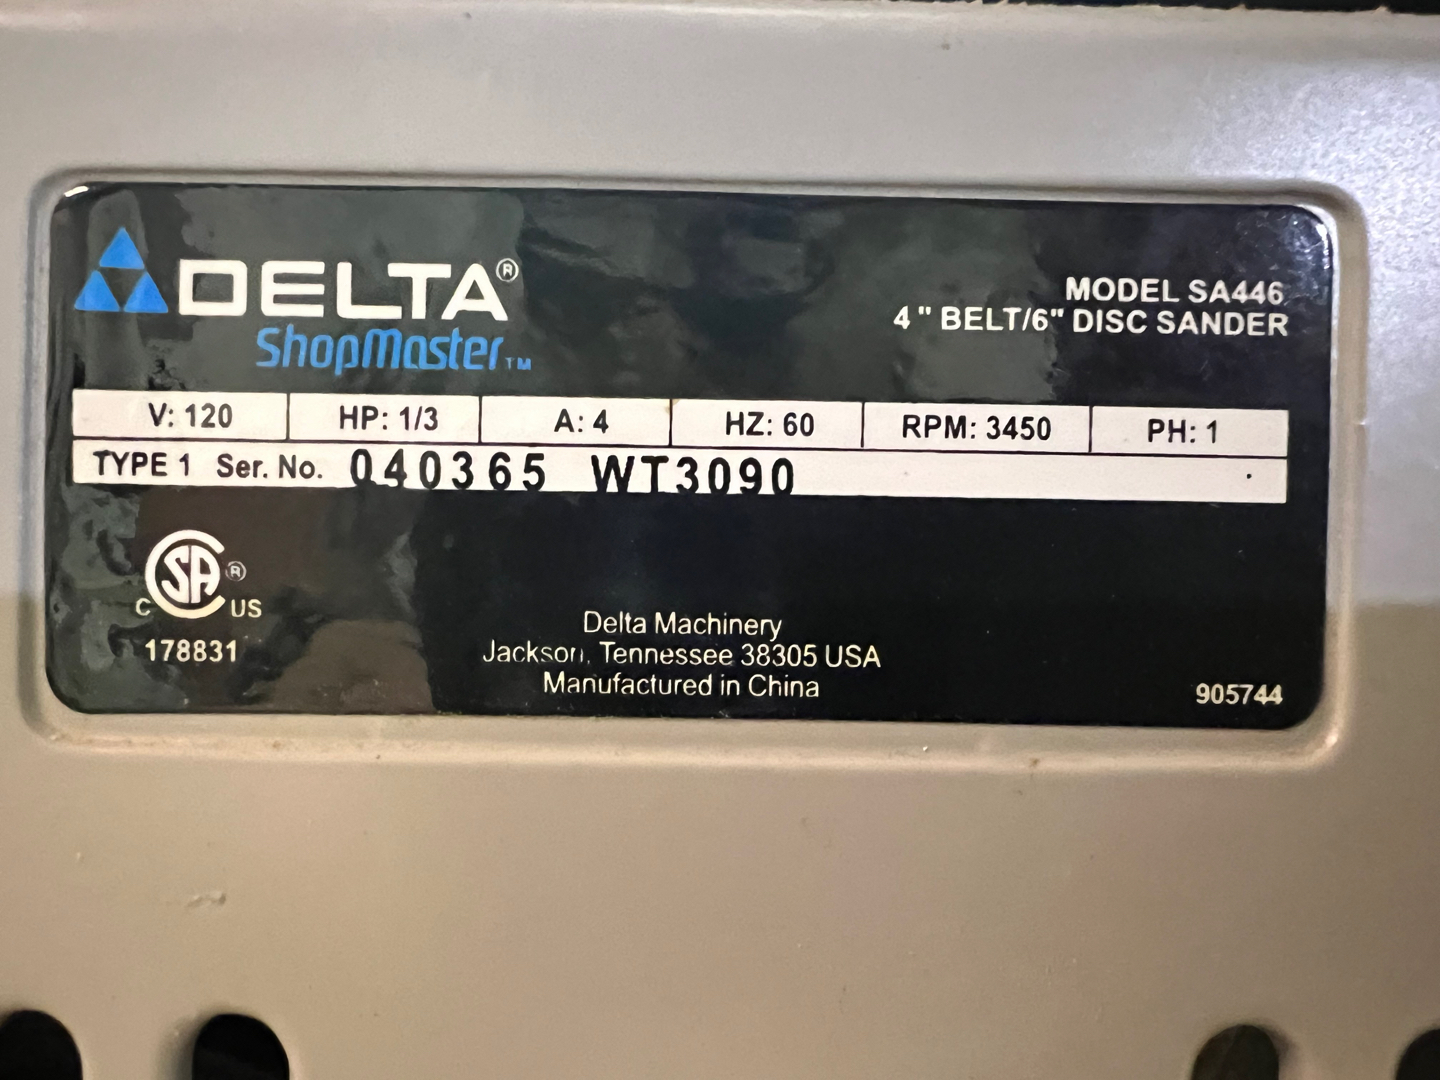 DELTA®
ShopMaster™
MODEL SA446
4" BELT/6" DISC SANDER
V: 120 HP: 1/3 A: 4 HZ: 60 RPM: 3450 PH: 1
TYPE 1 Ser. No. 040365 WT3090
SA®
C US
178831
Delta Machinery
Jackson, Tennessee 38305 USA
Manufactured in China
905744